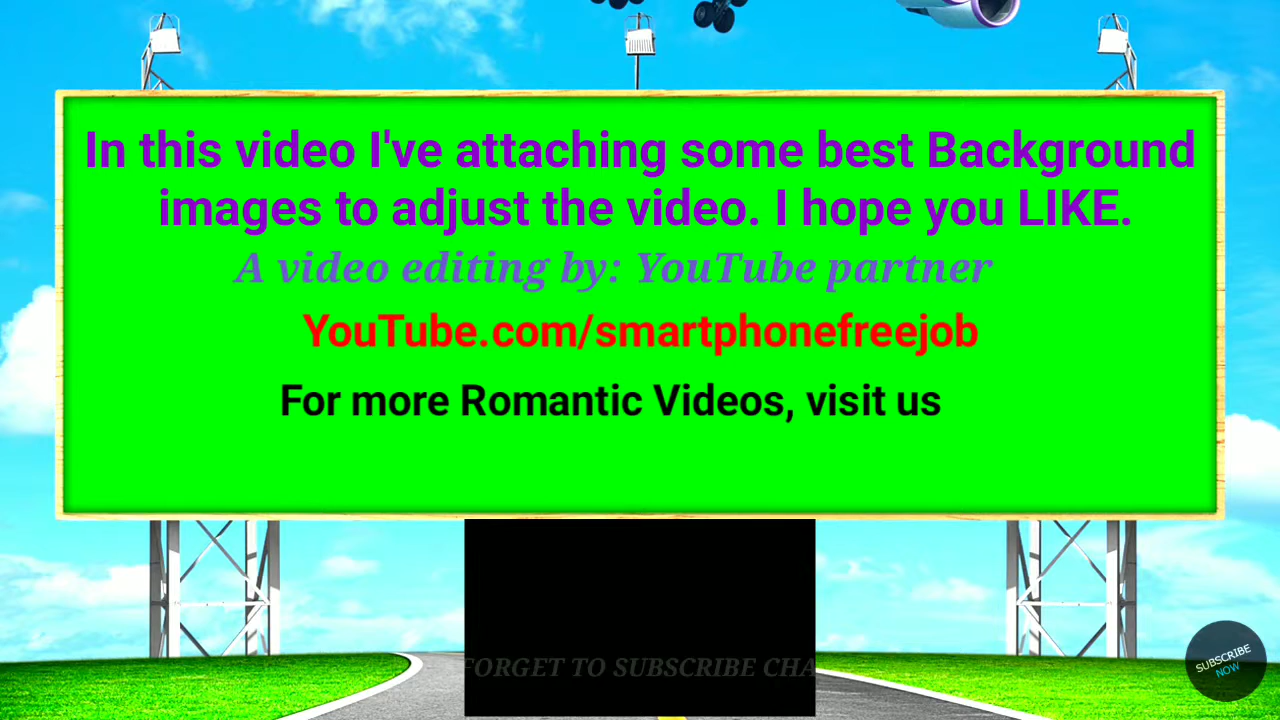 In this video I've attaching some best Background
images to adjust the video. I hope you LIKE.
A video editing by: YouTube partner
YouTube.com/smartphonefreejob
For more Romantic Videos, visit us
FORGET TO SUBSCRIBE CHA
SUBSCRIBE
NOW